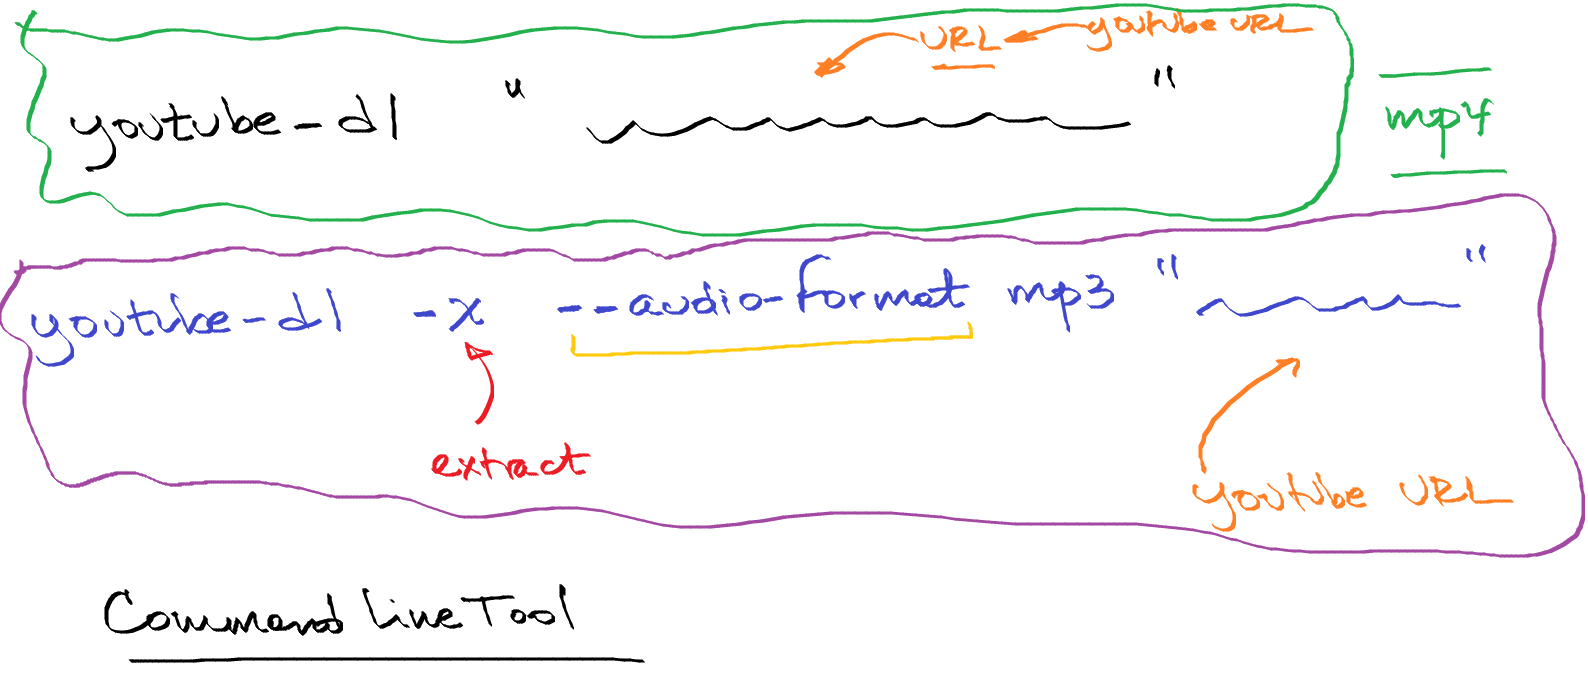 URL youtube URL
youtube-dl " "
mp4
youtube-dl -x --audio-format mp3 " "
extract
youtube URL
Command Line Tool